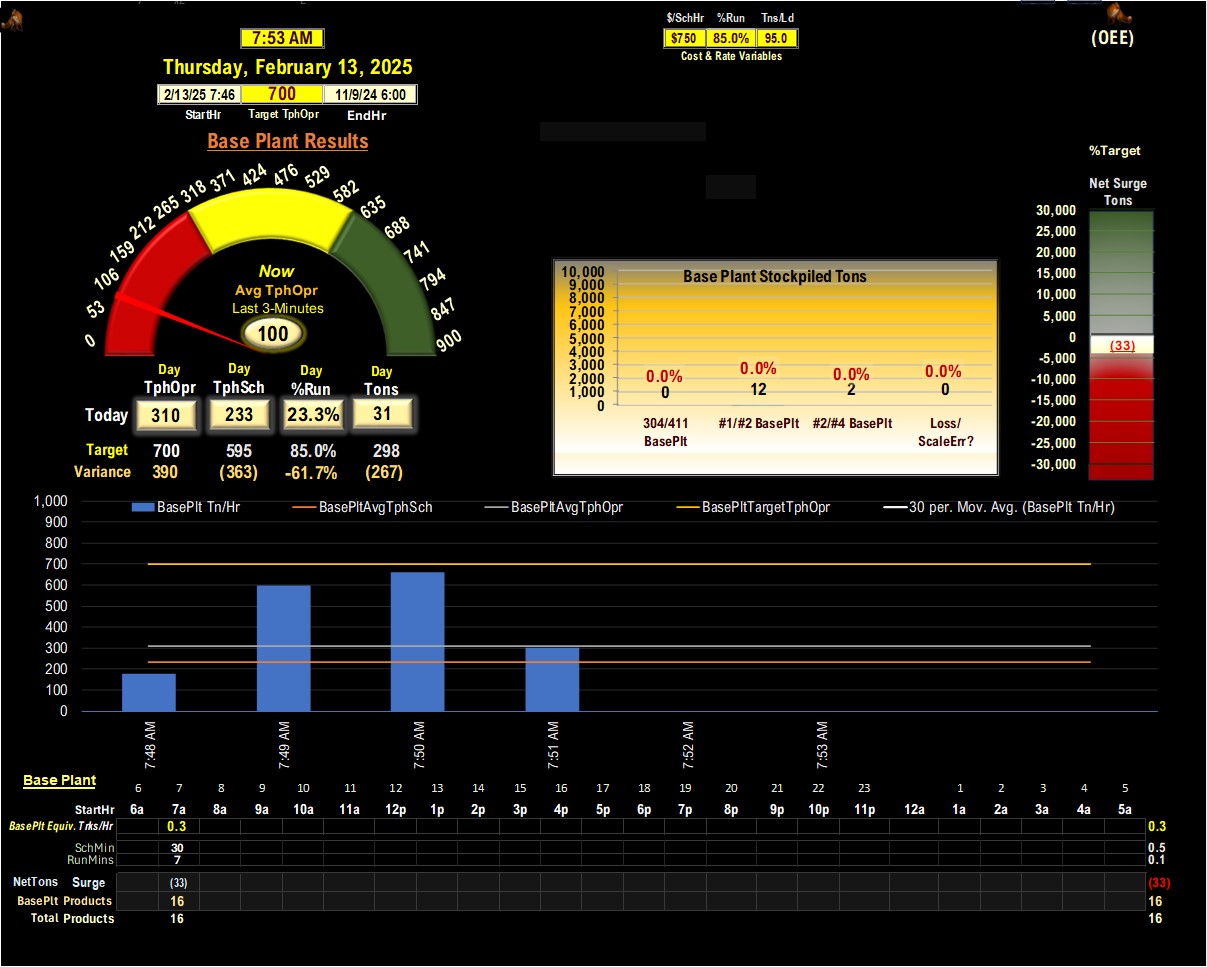 $/SchHr %Run Tns/Ld
7:53 AM
$750 85.0% 95.0
(OEE)
Cost & Rate Variables
Thursday, February 13, 2025
2/13/25 7:46 700 11/9/24 6:00
StartHr Target TphOpr EndHr
Base Plant Results
0 53 106 159 212 265 318 371 424 476 529 582 635 688 741 794 847 900
Now
Avg TphOpr
Last 3-Minutes
100
Day Day Day Day
TphOpr TphSch %Run Tons
Today 310 233 23.3% 31
Target 700 595 85.0% 298
Variance 390 (363) -61.7% (267)
Base Plant Stockpiled Tons
10,000
9,000
8,000
7,000
6,000
5,000
4,000
3,000
2,000
1,000
0
0.0% 0.0% 0.0% 0.0%
0 12 2 0
304/411 BasePlt
#1/#2 BasePlt
#2/#4 BasePlt
Loss/
ScaleErr?
%Target
Net Surge
Tons
30,000
25,000
20,000
15,000
10,000
5,000
0
(33)
-5,000
-10,000
-15,000
-20,000
-25,000
-30,000
BasePlt Tn/Hr BasePltAvgTphSch BasePltAvgTphOpr BasePltTargetTphOpr 30 per. Mov. Avg. (BasePlt Tn/Hr)
1,000
900
800
700
600
500
400
300
200
100
0
7:48 AM 7:49 AM 7:50 AM 7:51 AM 7:52 AM 7:53 AM
Base Plant
6 7 8 9 10 11 12 13 14 15 16 17 18 19 20 21 22 23 1 2 3 4 5
StartHr 6a 7a 8a 9a 10a 11a 12p 1p 2p 3p 4p 5p 6p 7p 8p 9p 10p 11p 12a 1a 2a 3a 4a 5a
BasePlt Equiv. Trks/Hr 0.3 0.3
SchMin 30 0.5
RunMins 7 0.1
NetTons Surge (33) (33)
BasePlt Products 16 16
Total Products 16 16